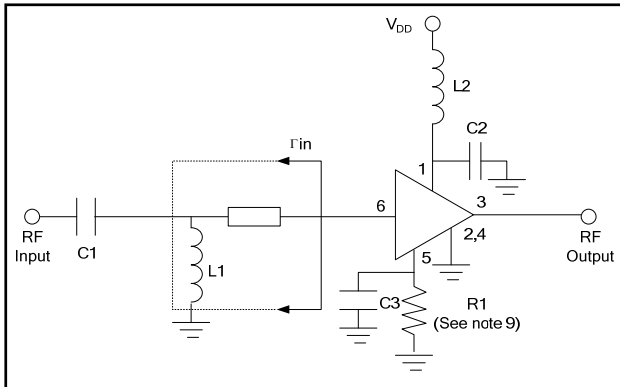 V_DD
L2
Γin
C2
1
6
3
2,4
5
RF
Input
C1
L1
C3
R1
(See note 9)
RF
Output